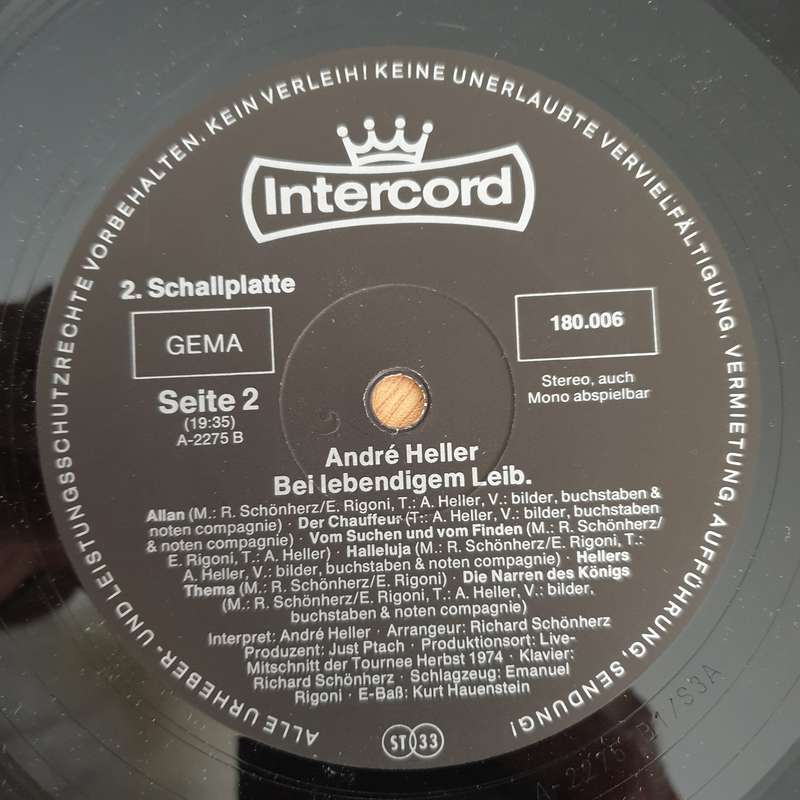 ALLE URHEBER- UND LEISTUNGSSCHUTZRECHTE VORBEHALTEN. KEIN VERLEIH! KEINE UNERLAUBTE VERVIELFÄLTIGUNG, VERMIETUNG, AUFFÜHRUNG, SENDUNG!
Intercord
2. Schallplatte
GEMA
180.006
Seite 2
(19:35)
A-2275 B
Stereo, auch
Mono abspielbar
André Heller
Bei lebendigem Leib.
Allan (M.: R. Schönherz/E. Rigoni, T.: A. Heller, V.: bilder, buchstaben &
noten compagnie) · Der Chauffeur (T.: A. Heller, V.: bilder, buchstaben
& noten compagnie) · Vom Suchen und vom Finden (M.: R. Schönherz/
E. Rigoni, T.: A. Heller) · Halleluja (M.: R. Schönherz/E. Rigoni, T.:
A. Heller, V.: bilder, buchstaben & noten compagnie) · Hellers
Thema (M.: R. Schönherz/E. Rigoni) · Die Narren des Königs
(M.: R. Schönherz/E. Rigoni, T.: A. Heller, V.: bilder,
buchstaben & noten compagnie)
Interpret: André Heller · Arrangeur: Richard Schönherz
Produzent: Just Ptach · Produktionsort: Live-
Mitschnitt der Tournee Herbst 1974 · Klavier:
Richard Schönherz · Schlagzeug: Emanuel
Rigoni · E-Baß: Kurt Hauenstein
ST 33
A-2275 B1/S3A